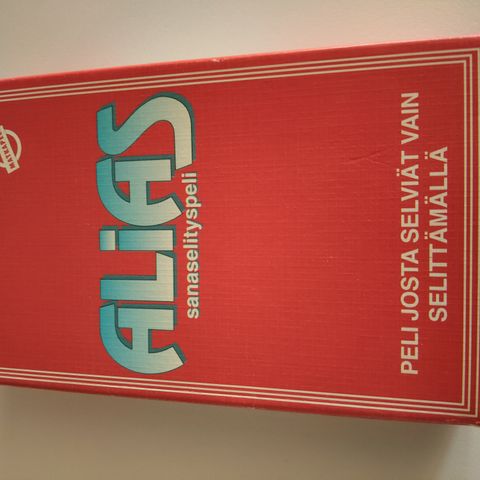 ALiAS
sanaselityspeli
PELI JOSTA SELVIÄT VAIN
SELITTÄMÄLLÄ